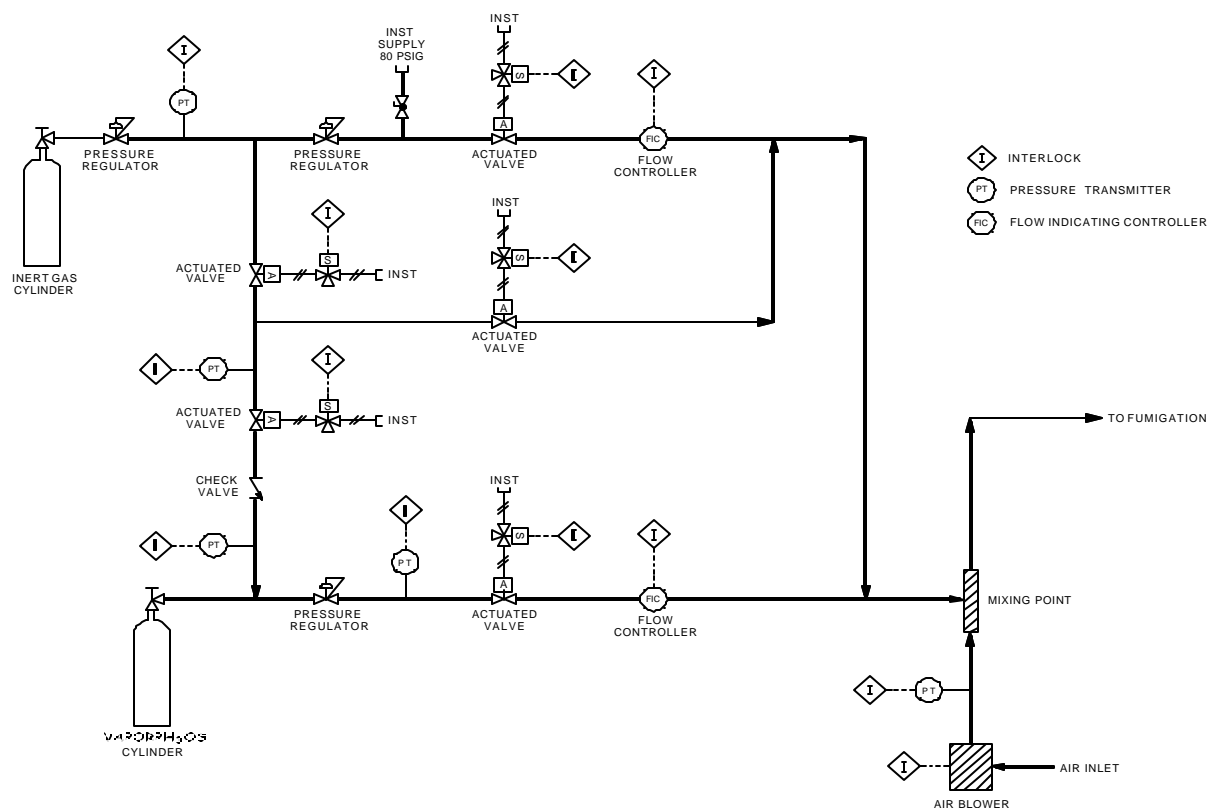 INST
INST
SUPPLY
80 PSIG
I
S
I
I
PT
A
FIC
PRESSURE
REGULATOR
PRESSURE
REGULATOR
ACTUATED
VALVE
FLOW
CONTROLLER
I INTERLOCK
PT PRESSURE TRANSMITTER
FIC FLOW INDICATING CONTROLLER
INERT GAS
CYLINDER
I
S
ACTUATED
VALVE
A
INST
INST
S
I
A
ACTUATED
VALVE
I
PT
I
S
ACTUATED
VALVE
A
INST
TO FUMIGATION
CHECK
VALVE
I
PT
I
PT
INST
S
I
A
I
FIC
PRESSURE
REGULATOR
ACTUATED
VALVE
FLOW
CONTROLLER
MIXING POINT
VAPORPH3OS
CYLINDER
I
PT
I
AIR INLET
AIR BLOWER